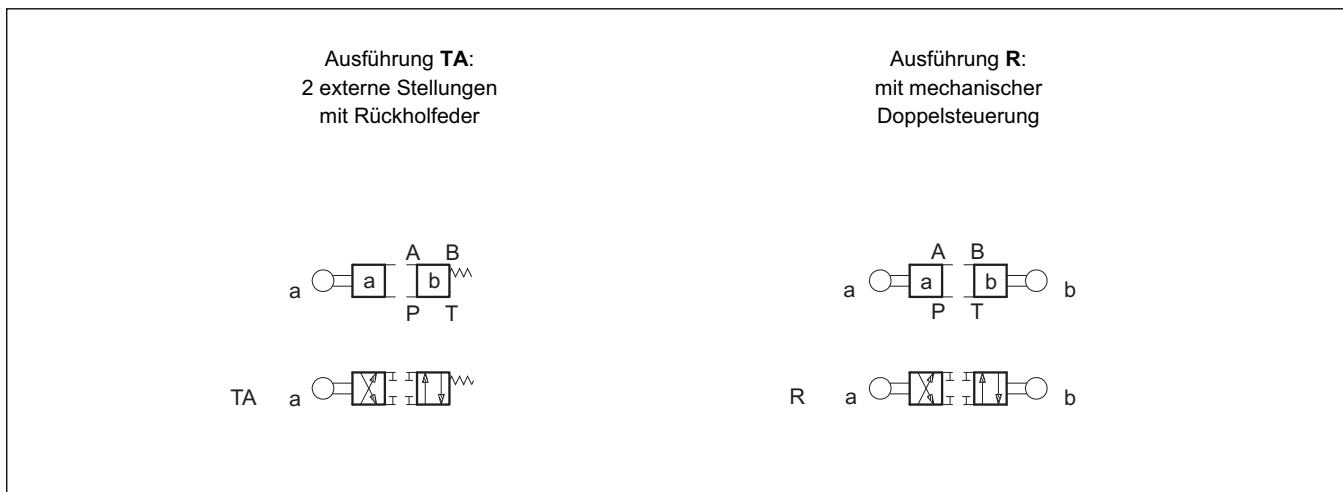 Ausführung TA:
2 externe Stellungen
mit Rückholfeder
A B
a a b
P T
TA a
Ausführung R:
mit mechanischer
Doppelsteuerung
A B
a a b b
P T
R a b